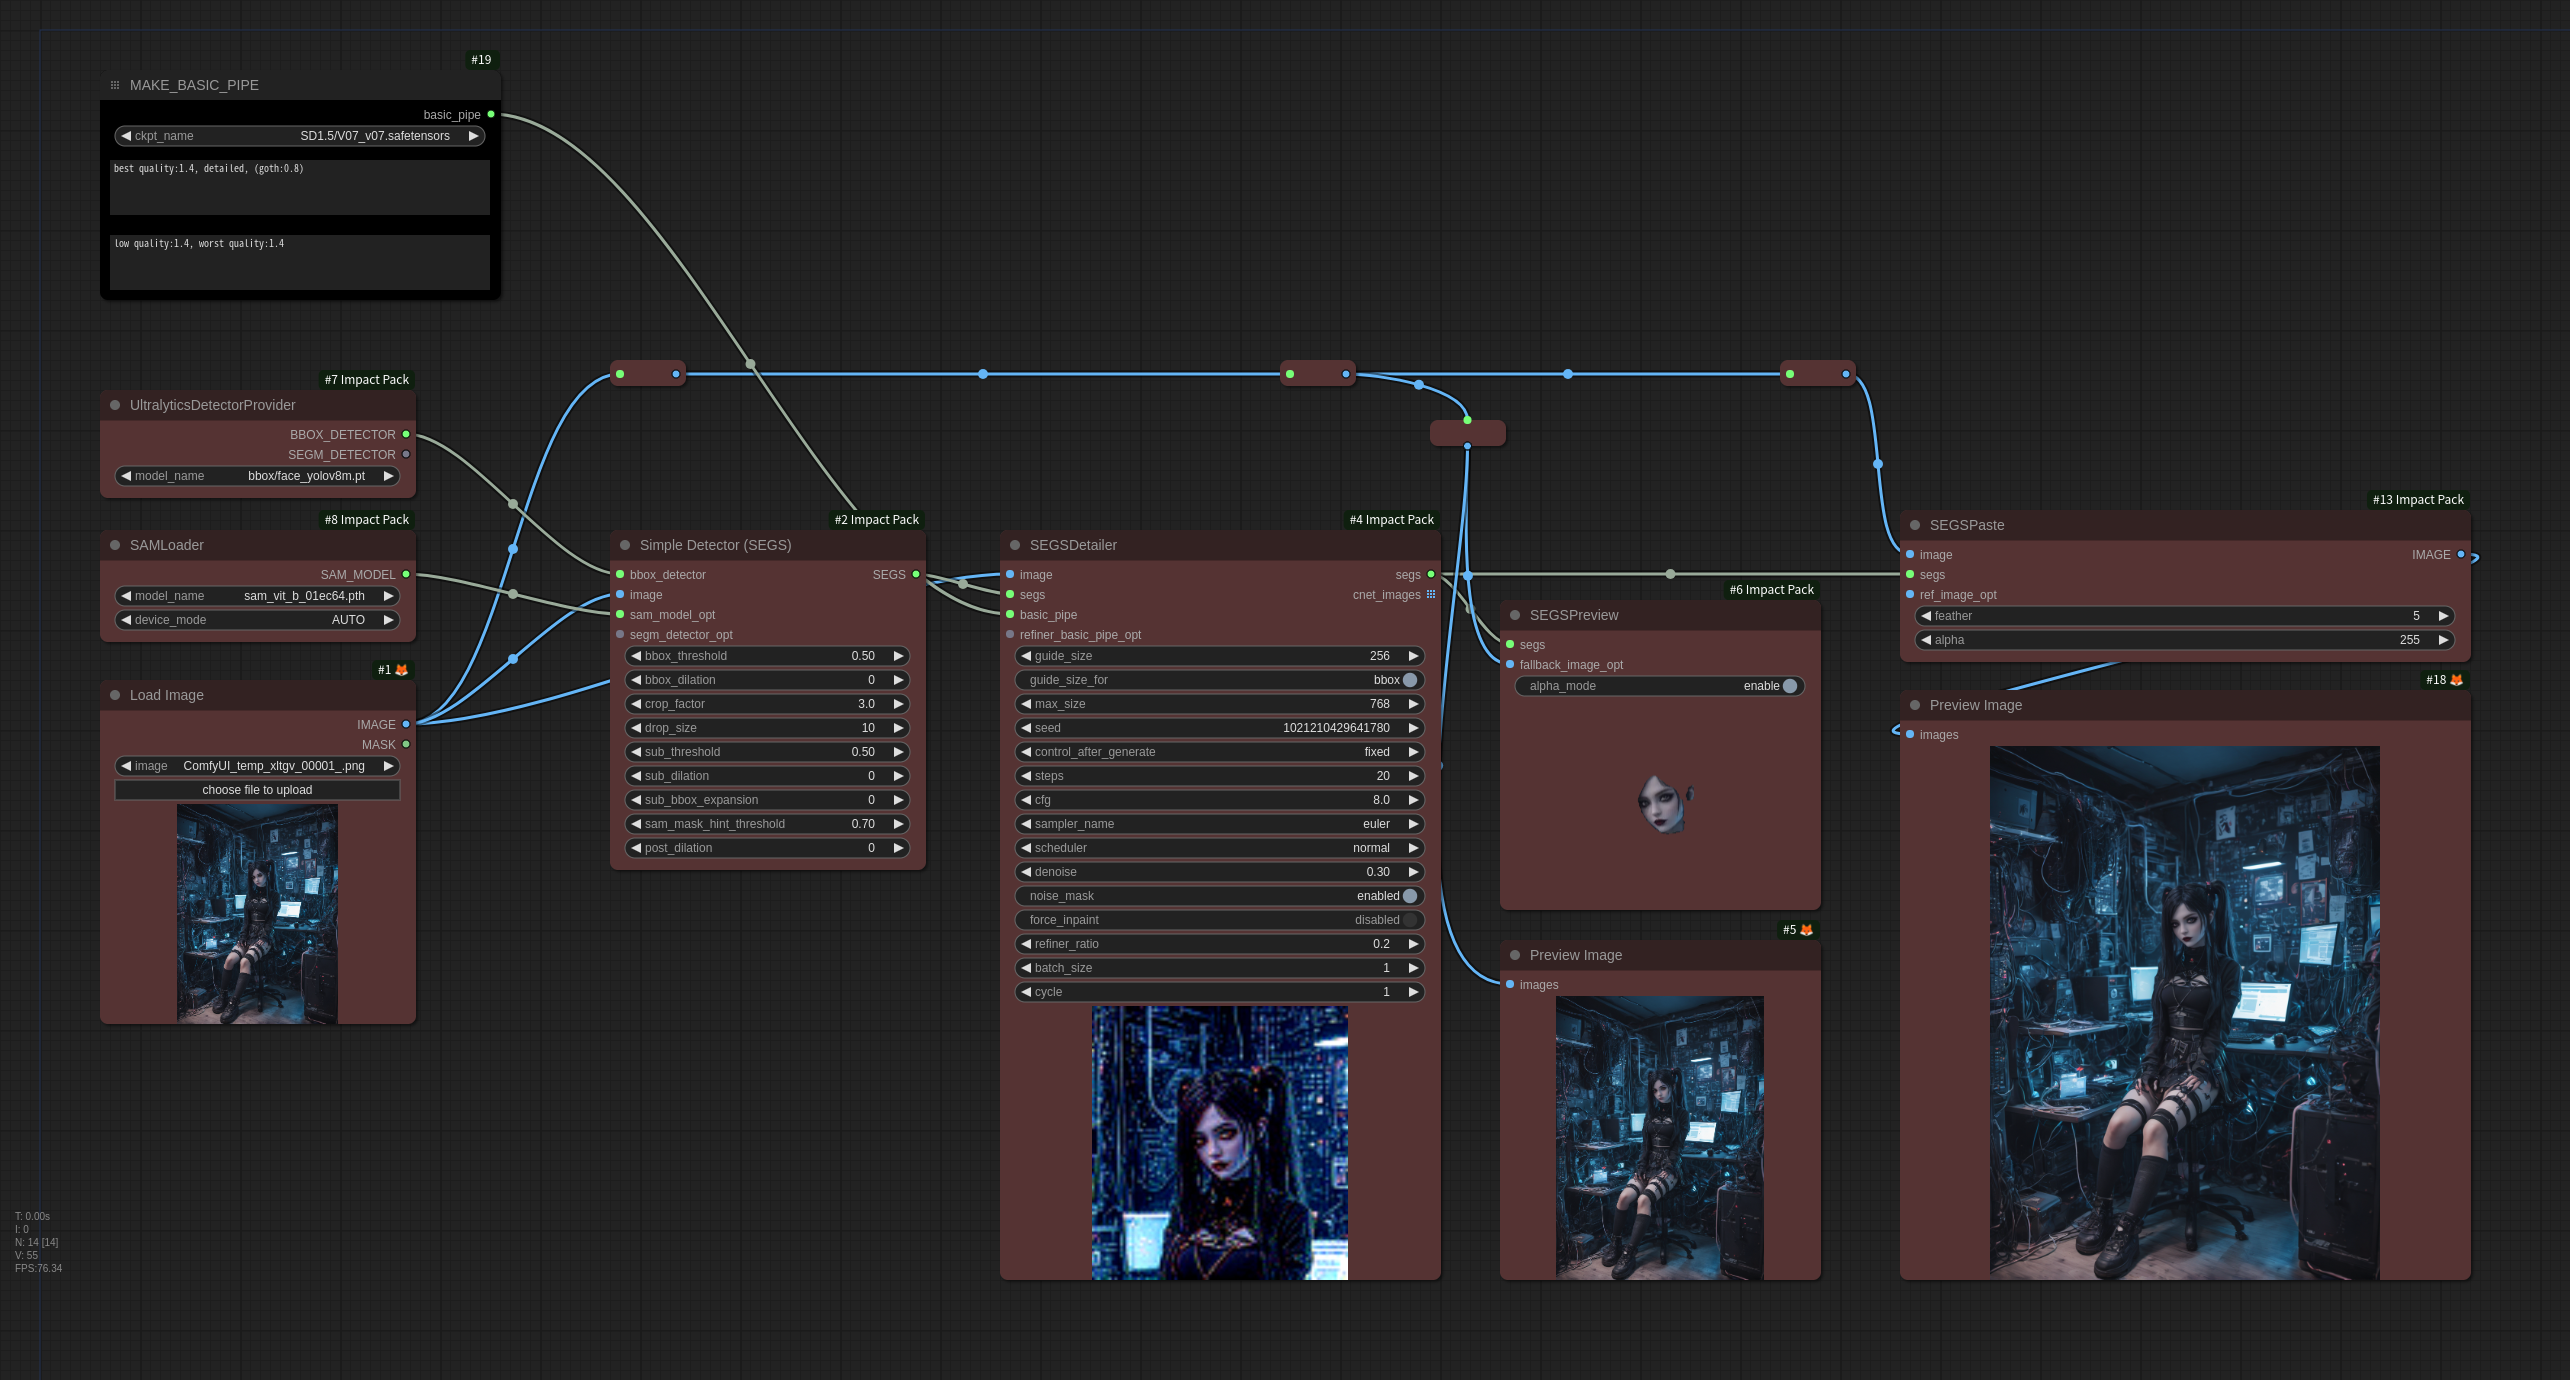 #19
MAKE_BASIC_PIPE
basic_pipe
ckpt_name SD1.5/V07_v07.safetensors
best quality:1.4, detailed, (goth:0.8)
low quality:1.4, worst quality:1.4
#7 Impact Pack
UltralyticsDetectorProvider
BBOX_DETECTOR
SEGM_DETECTOR
model_name bbox/face_yolov8m.pt
#8 Impact Pack
SAMLoader
SAM_MODEL
model_name sam_vit_b_01ec64.pth
device_mode AUTO
#1 🦊
Load Image
IMAGE
MASK
image ComfyUI_temp_xltgv_00001_.png
choose file to upload
#2 Impact Pack
Simple Detector (SEGS)
bbox_detector SEGS
image
sam_model_opt
segm_detector_opt
bbox_threshold 0.50
bbox_dilation 0
crop_factor 3.0
drop_size 10
sub_threshold 0.50
sub_dilation 0
sub_bbox_expansion 0
sam_mask_hint_threshold 0.70
post_dilation 0
#4 Impact Pack
SEGSDetailer
image segs
segs cnet_images
basic_pipe
refiner_basic_pipe_opt
guide_size 256
guide_size_for bbox
max_size 768
seed 1021210429641780
control_after_generate fixed
steps 20
cfg 8.0
sampler_name euler
scheduler normal
denoise 0.30
noise_mask enabled
force_inpaint disabled
refiner_ratio 0.2
batch_size 1
cycle 1
#6 Impact Pack
SEGSPreview
segs
fallback_image_opt
alpha_mode enable
#5 🦊
Preview Image
images
#13 Impact Pack
SEGSPaste
image IMAGE
segs
ref_image_opt
feather 5
alpha 255
#18 🦊
Preview Image
images
T: 0.00s
I: 0
N: 14 [14]
V: 55
FPS:76.34